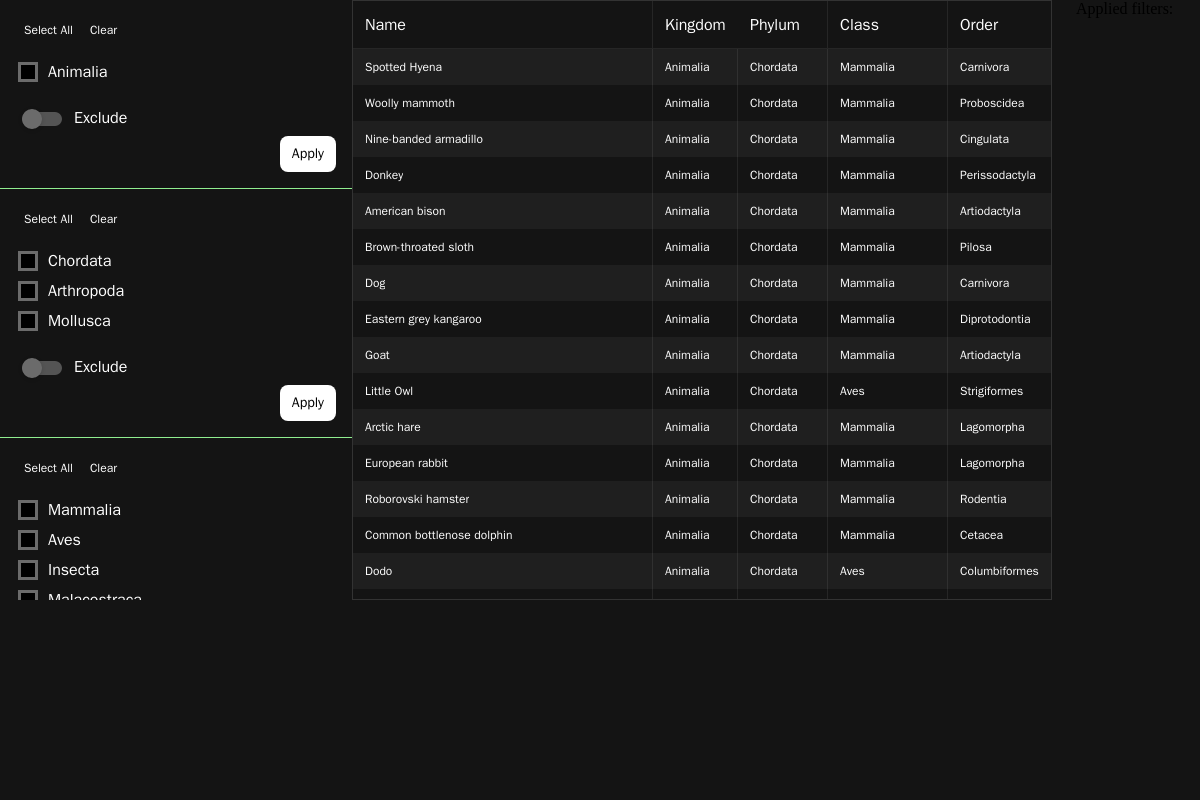 Select All Clear
Animalia
Exclude
Apply
Select All Clear
Chordata
Arthropoda
Mollusca
Exclude
Apply
Select All Clear
Mammalia
Aves
Insecta
Malacostraca
Name Kingdom Phylum Class Order
Spotted Hyena Animalia Chordata Mammalia Carnivora
Woolly mammoth Animalia Chordata Mammalia Proboscidea
Nine-banded armadillo Animalia Chordata Mammalia Cingulata
Donkey Animalia Chordata Mammalia Perissodactyla
American bison Animalia Chordata Mammalia Artiodactyla
Brown-throated sloth Animalia Chordata Mammalia Pilosa
Dog Animalia Chordata Mammalia Carnivora
Eastern grey kangaroo Animalia Chordata Mammalia Diprotodontia
Goat Animalia Chordata Mammalia Artiodactyla
Little Owl Animalia Chordata Aves Strigiformes
Arctic hare Animalia Chordata Mammalia Lagomorpha
European rabbit Animalia Chordata Mammalia Lagomorpha
Roborovski hamster Animalia Chordata Mammalia Rodentia
Common bottlenose dolphin Animalia Chordata Mammalia Cetacea
Dodo Animalia Chordata Aves Columbiformes
Applied filters: